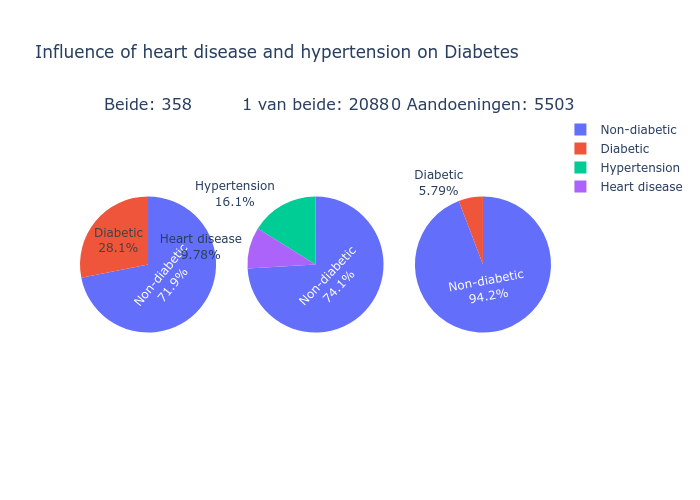 Influence of heart disease and hypertension on Diabetes
Beide: 358
1 van beide: 2088
0 Aandoeningen: 5503
Non-diabetic
Diabetic
Hypertension
Heart disease
Diabetic
28.1%
Non-diabetic
71.9%
Hypertension
16.1%
Heart disease
9.78%
Non-diabetic
74.1%
Diabetic
5.79%
Non-diabetic
94.2%